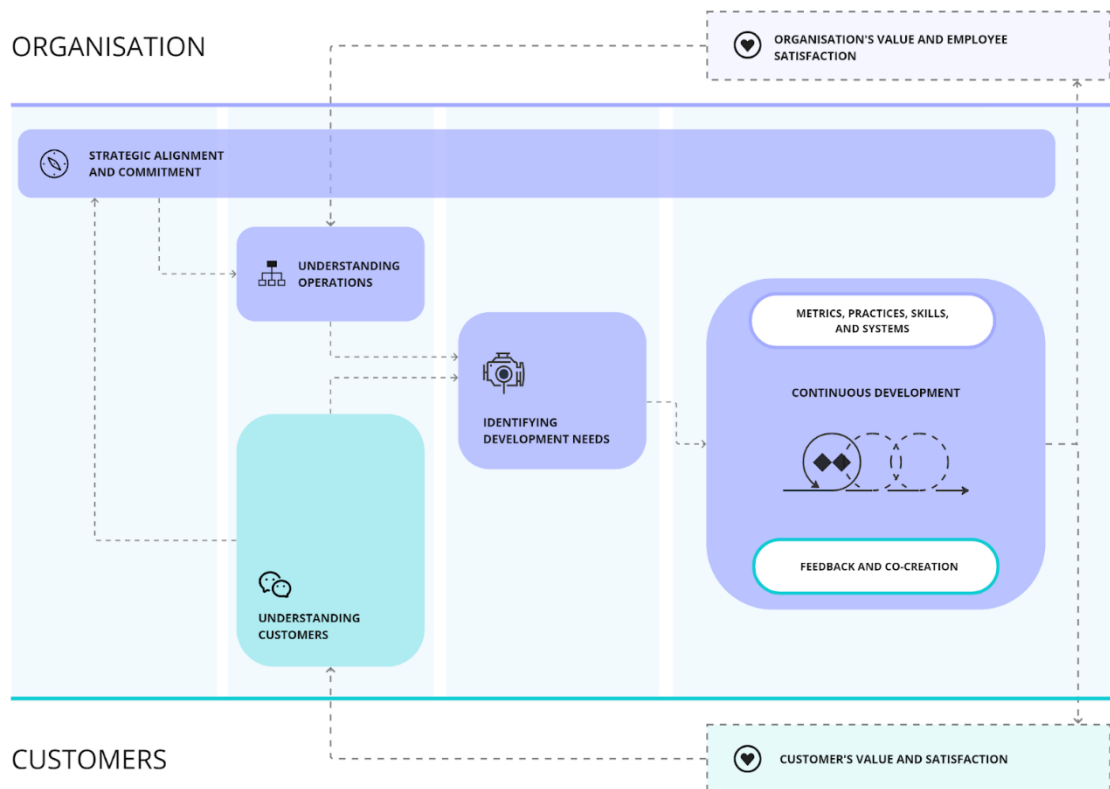 ORGANISATION
ORGANISATION'S VALUE AND EMPLOYEE
SATISFACTION
STRATEGIC ALIGNMENT
AND COMMITMENT
UNDERSTANDING
OPERATIONS
METRICS, PRACTICES, SKILLS,
AND SYSTEMS
CONTINUOUS DEVELOPMENT
IDENTIFYING
DEVELOPMENT NEEDS
FEEDBACK AND CO-CREATION
UNDERSTANDING
CUSTOMERS
CUSTOMERS
CUSTOMER'S VALUE AND SATISFACTION